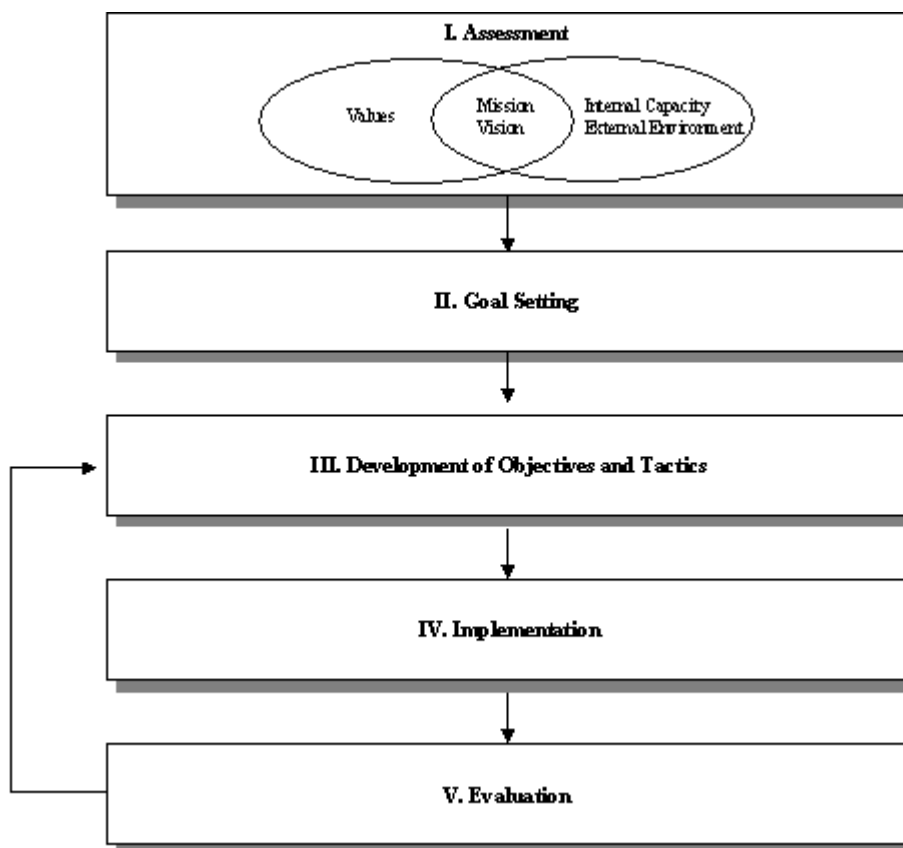 I. Assessment
Values
Mission
Vision
Internal Capacity
External Environment
II. Goal Setting
III. Development of Objectives and Tactics
IV. Implementation
V. Evaluation